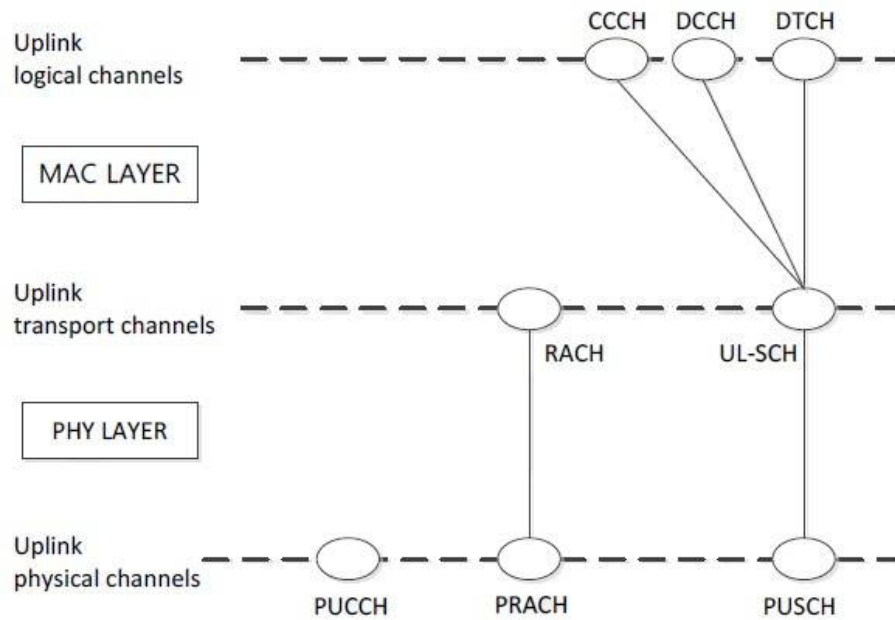 CCCH DCCH DTCH
Uplink
logical channels
MAC LAYER
Uplink
transport channels
RACH UL-SCH
PHY LAYER
Uplink
physical channels
PUCCH PRACH PUSCH